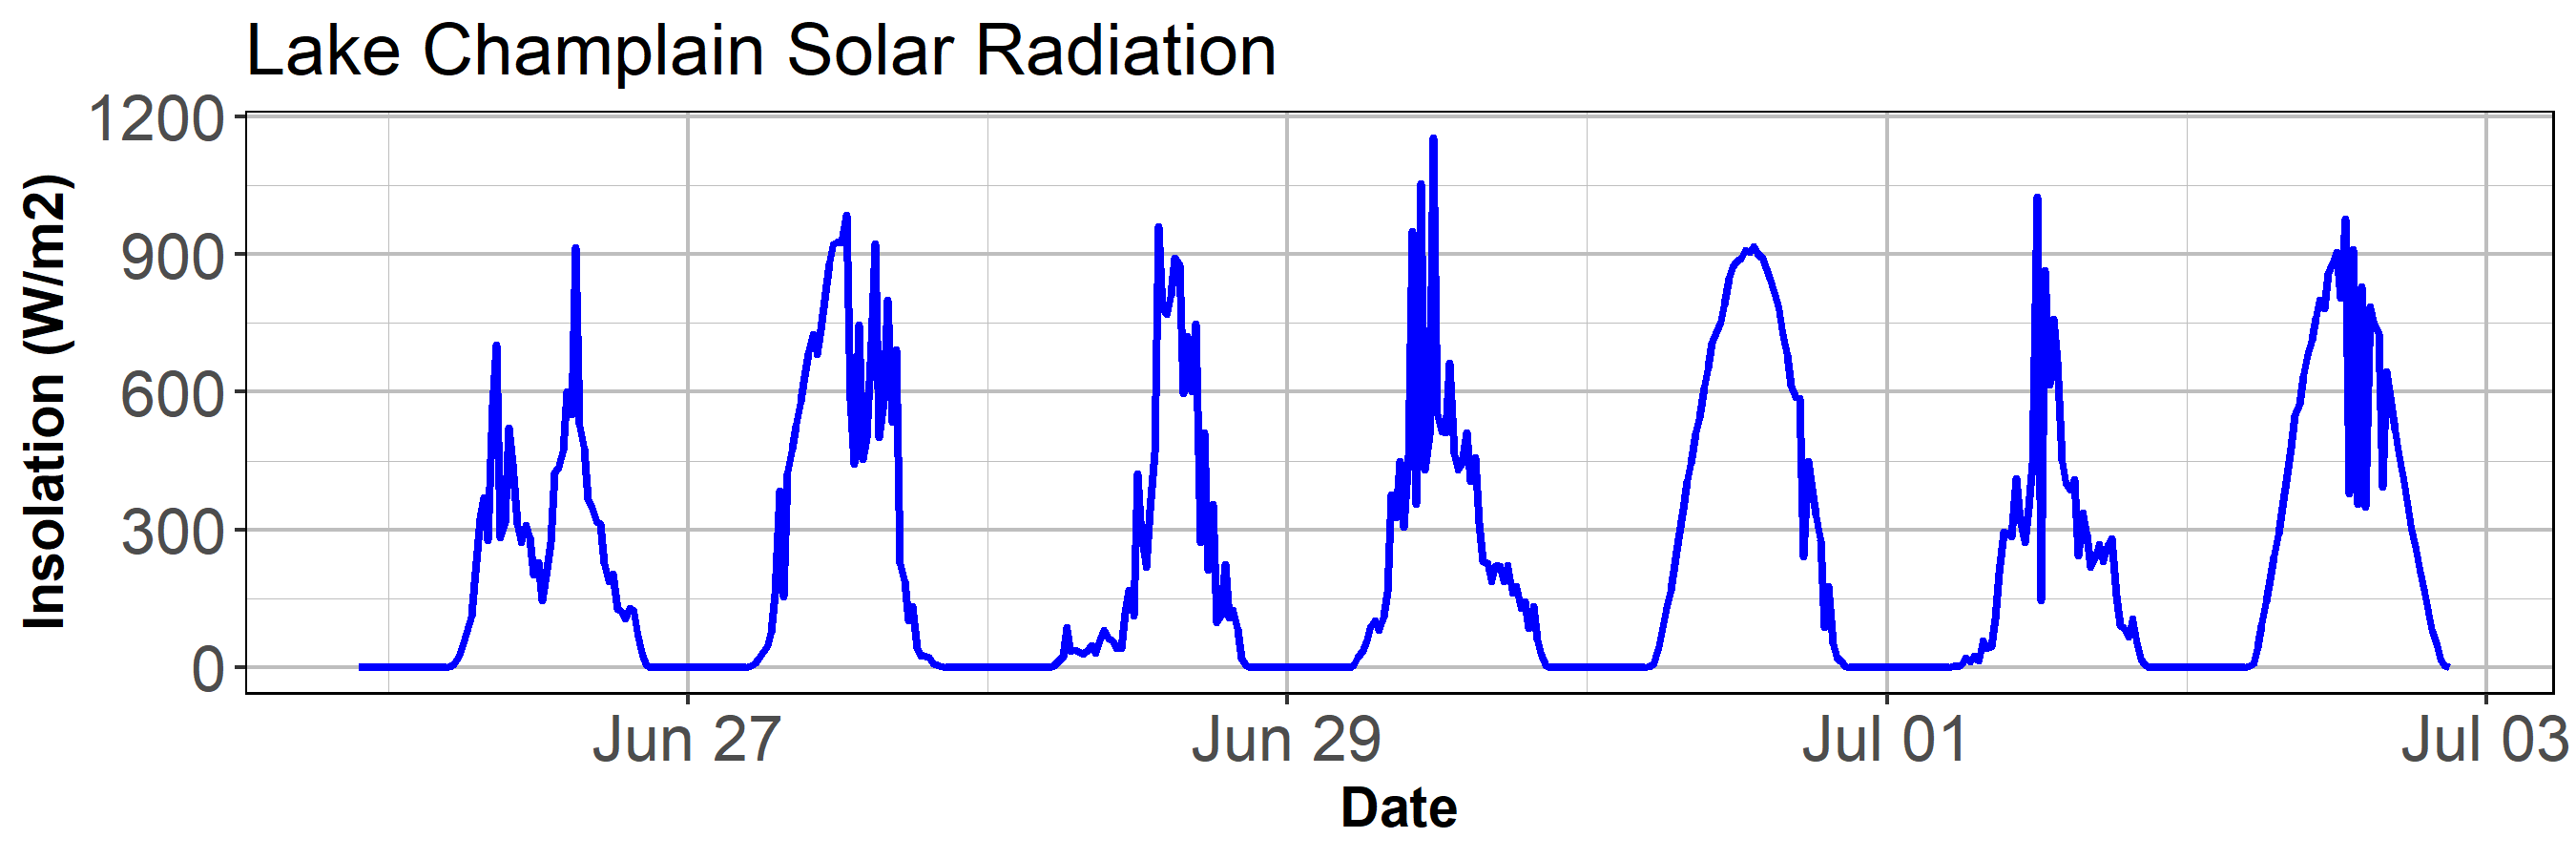 Lake Champlain Solar Radiation
1200
900
600
300
0
Insolation (W/m2)
Jun 27 Jun 29 Jul 01 Jul 03
Date